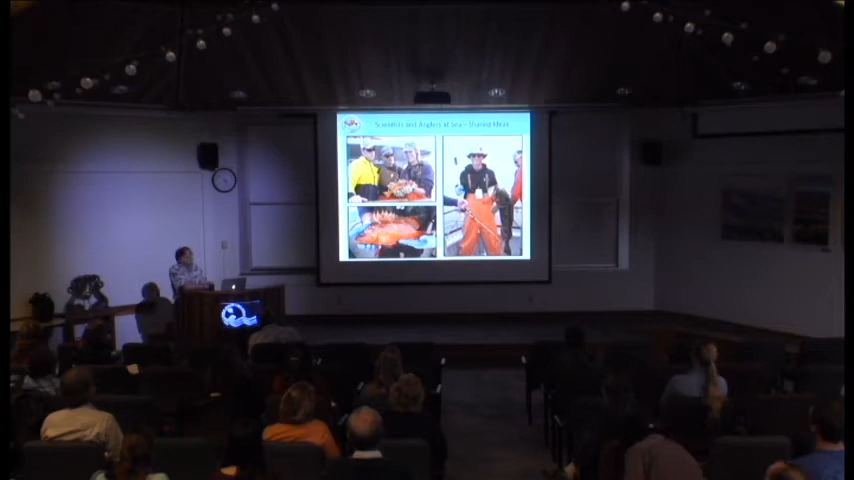 Scientists and Anglers at Sea – Sharing Ideas